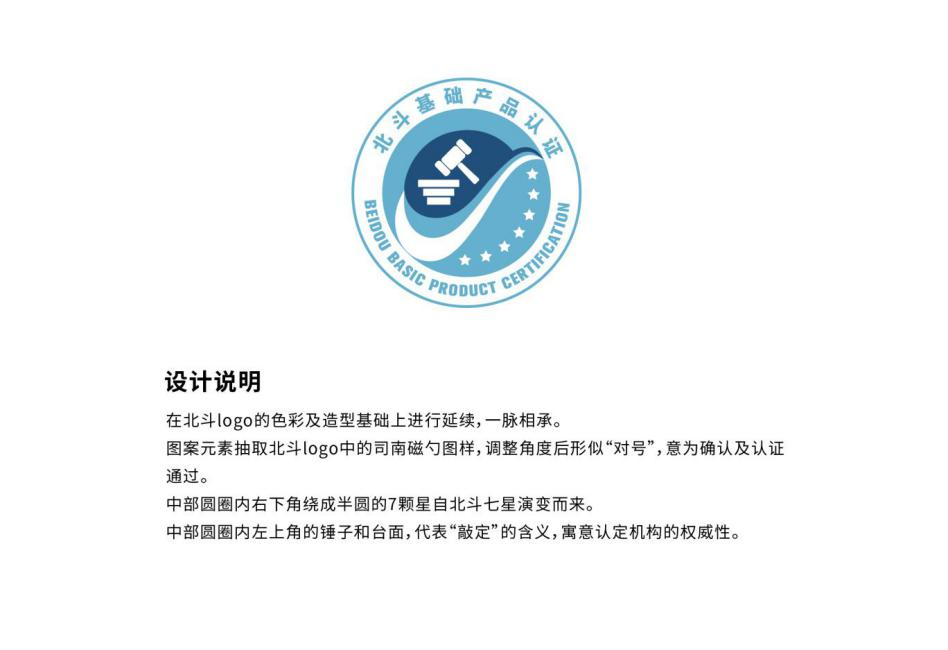 北斗基础产品认证
BEIDOU BASIC PRODUCT CERTIFICATION
设计说明
在北斗logo的色彩及造型基础上进行延续，一脉相承。
图案元素抽取北斗logo中的司南磁勺图样，调整角度后形似“对号”，意为确认及认证
通过。
中部圆圈内右下角绕成半圆的7颗星自北斗七星演变而来。
中部圆圈内左上角的锤子和台面，代表“敲定”的含义，寓意认定机构的权威性。